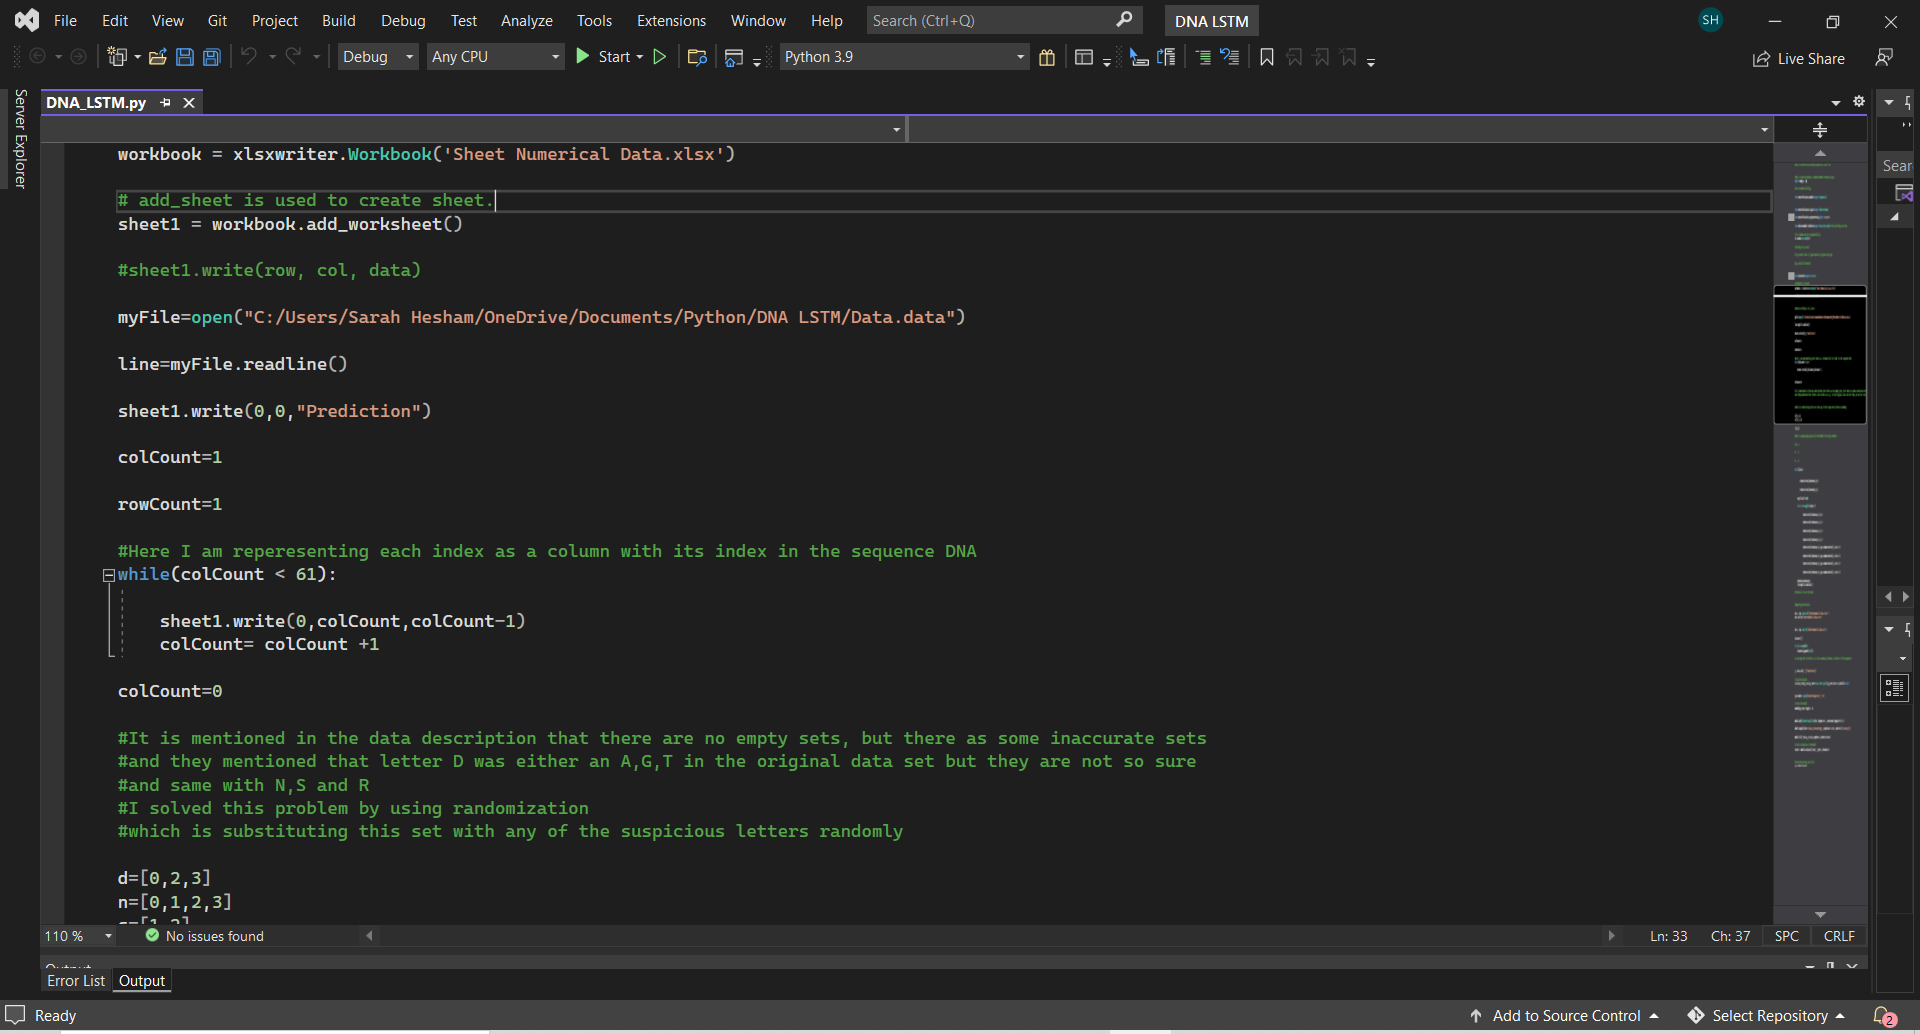 File Edit View Git Project Build Debug Test Analyze Tools Extensions Window Help Search (Ctrl+Q) DNA LSTM SH
Debug Any CPU Start Python 3.9 Live Share
Server Explorer
DNA_LSTM.py
Sear
workbook = xlsxwriter.Workbook('Sheet Numerical Data.xlsx')
# add_sheet is used to create sheet.
sheet1 = workbook.add_worksheet()
#sheet1.write(row, col, data)
myFile=open("C:/Users/Sarah Hesham/OneDrive/Documents/Python/DNA LSTM/Data.data")
line=myFile.readline()
sheet1.write(0,0,"Prediction")
colCount=1
rowCount=1
#Here I am reperesenting each index as a column with its index in the sequence DNA
while(colCount < 61):
sheet1.write(0,colCount,colCount-1)
colCount= colCount +1
colCount=0
#It is mentioned in the data description that there are no empty sets, but there as some inaccurate sets
#and they mentioned that letter D was either an A,G,T in the original data set but they are not so sure
#and same with N,S and R
#I solved this problem by using randomization
#which is substituting this set with any of the suspicious letters randomly
d=[0,2,3]
n=[0,1,2,3]
110 % No issues found Ln: 33 Ch: 37 SPC CRLF
Output
Error List Output
Ready Add to Source Control Select Repository 2